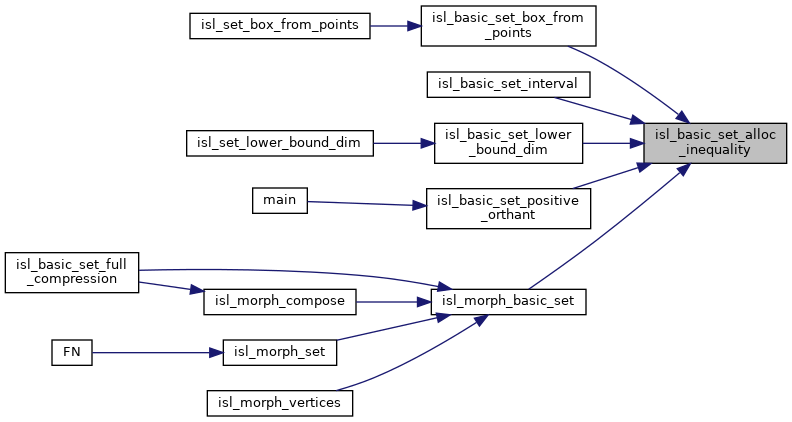 isl_set_box_from_points
isl_basic_set_box_from
_points
isl_basic_set_interval
isl_basic_set_alloc
_inequality
isl_set_lower_bound_dim
isl_basic_set_lower
_bound_dim
main
isl_basic_set_positive
_orthant
isl_basic_set_full
_compression
isl_morph_compose
isl_morph_basic_set
FN
isl_morph_set
isl_morph_vertices